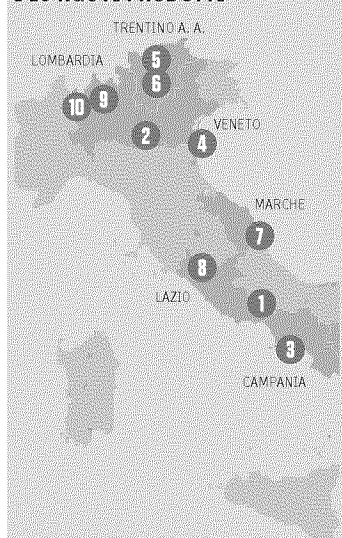 TRENTINO A. A.
5
LOMBARDIA
6
9
10
2
VENETO
4
MARCHE
7
8
LAZIO
1
3
CAMPANIA